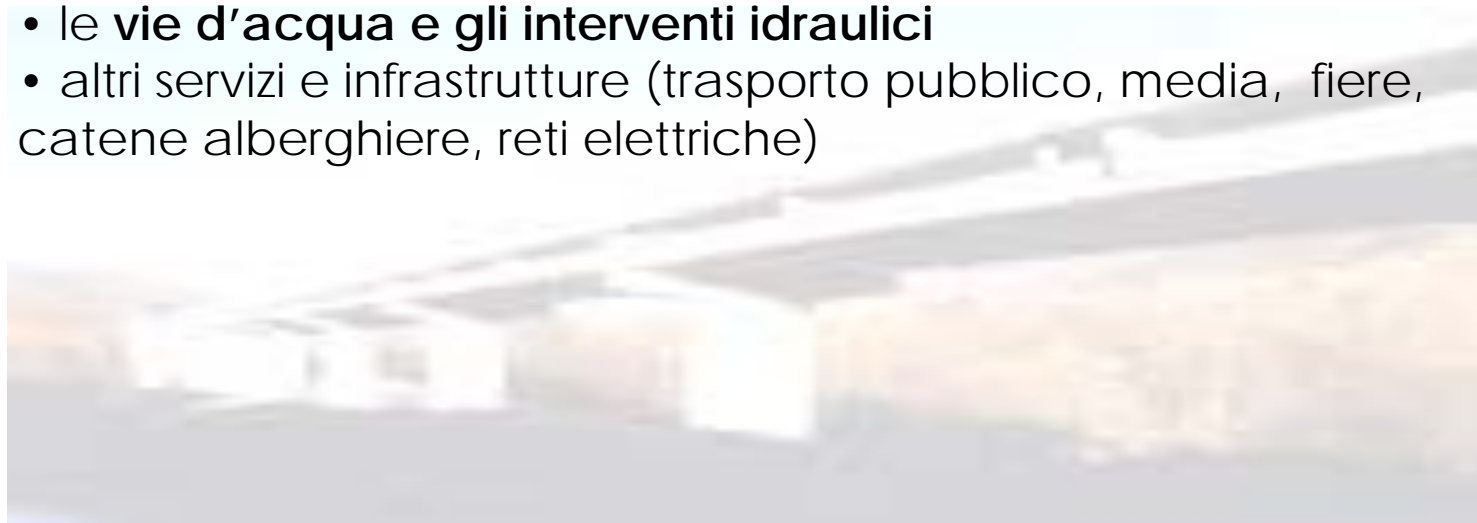 • le vie d’acqua e gli interventi idraulici
• altri servizi e infrastrutture (trasporto pubblico, media, fiere,
catene alberghiere, reti elettriche)